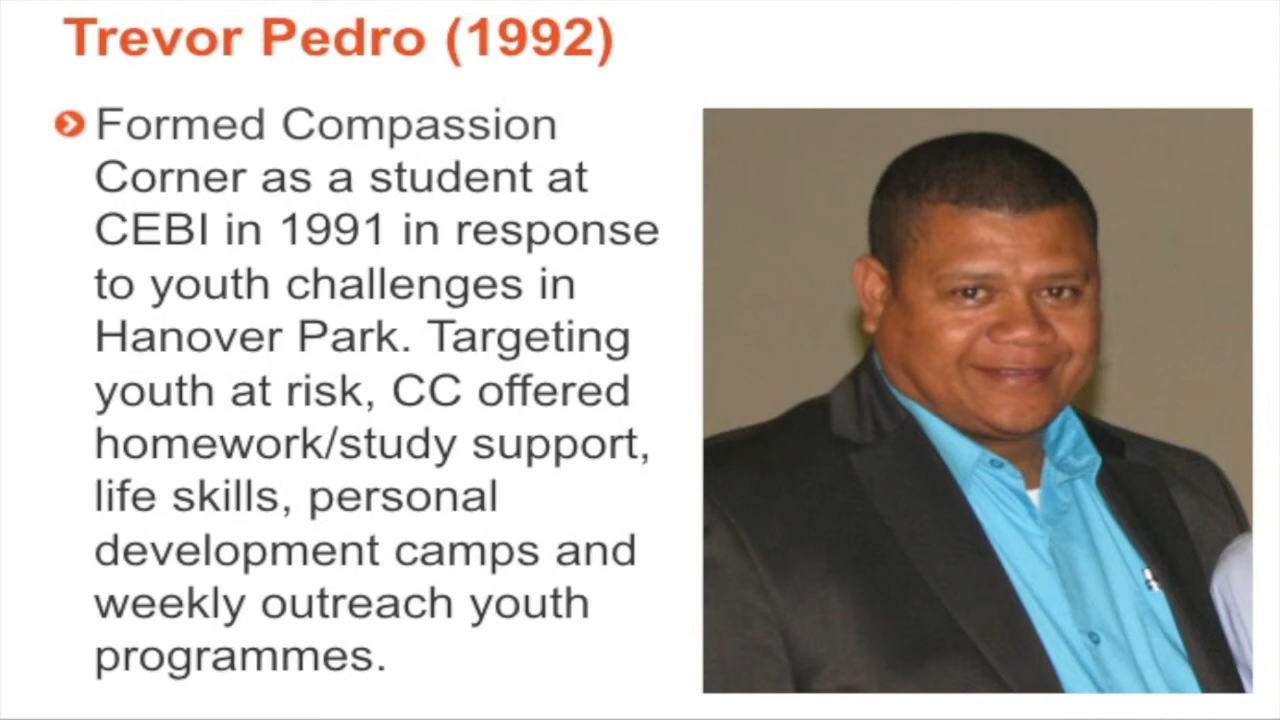 Trevor Pedro (1992)
Formed Compassion
Corner as a student at
CEBI in 1991 in response
to youth challenges in
Hanover Park. Targeting
youth at risk, CC offered
homework/study support,
life skills, personal
development camps and
weekly outreach youth
programmes.